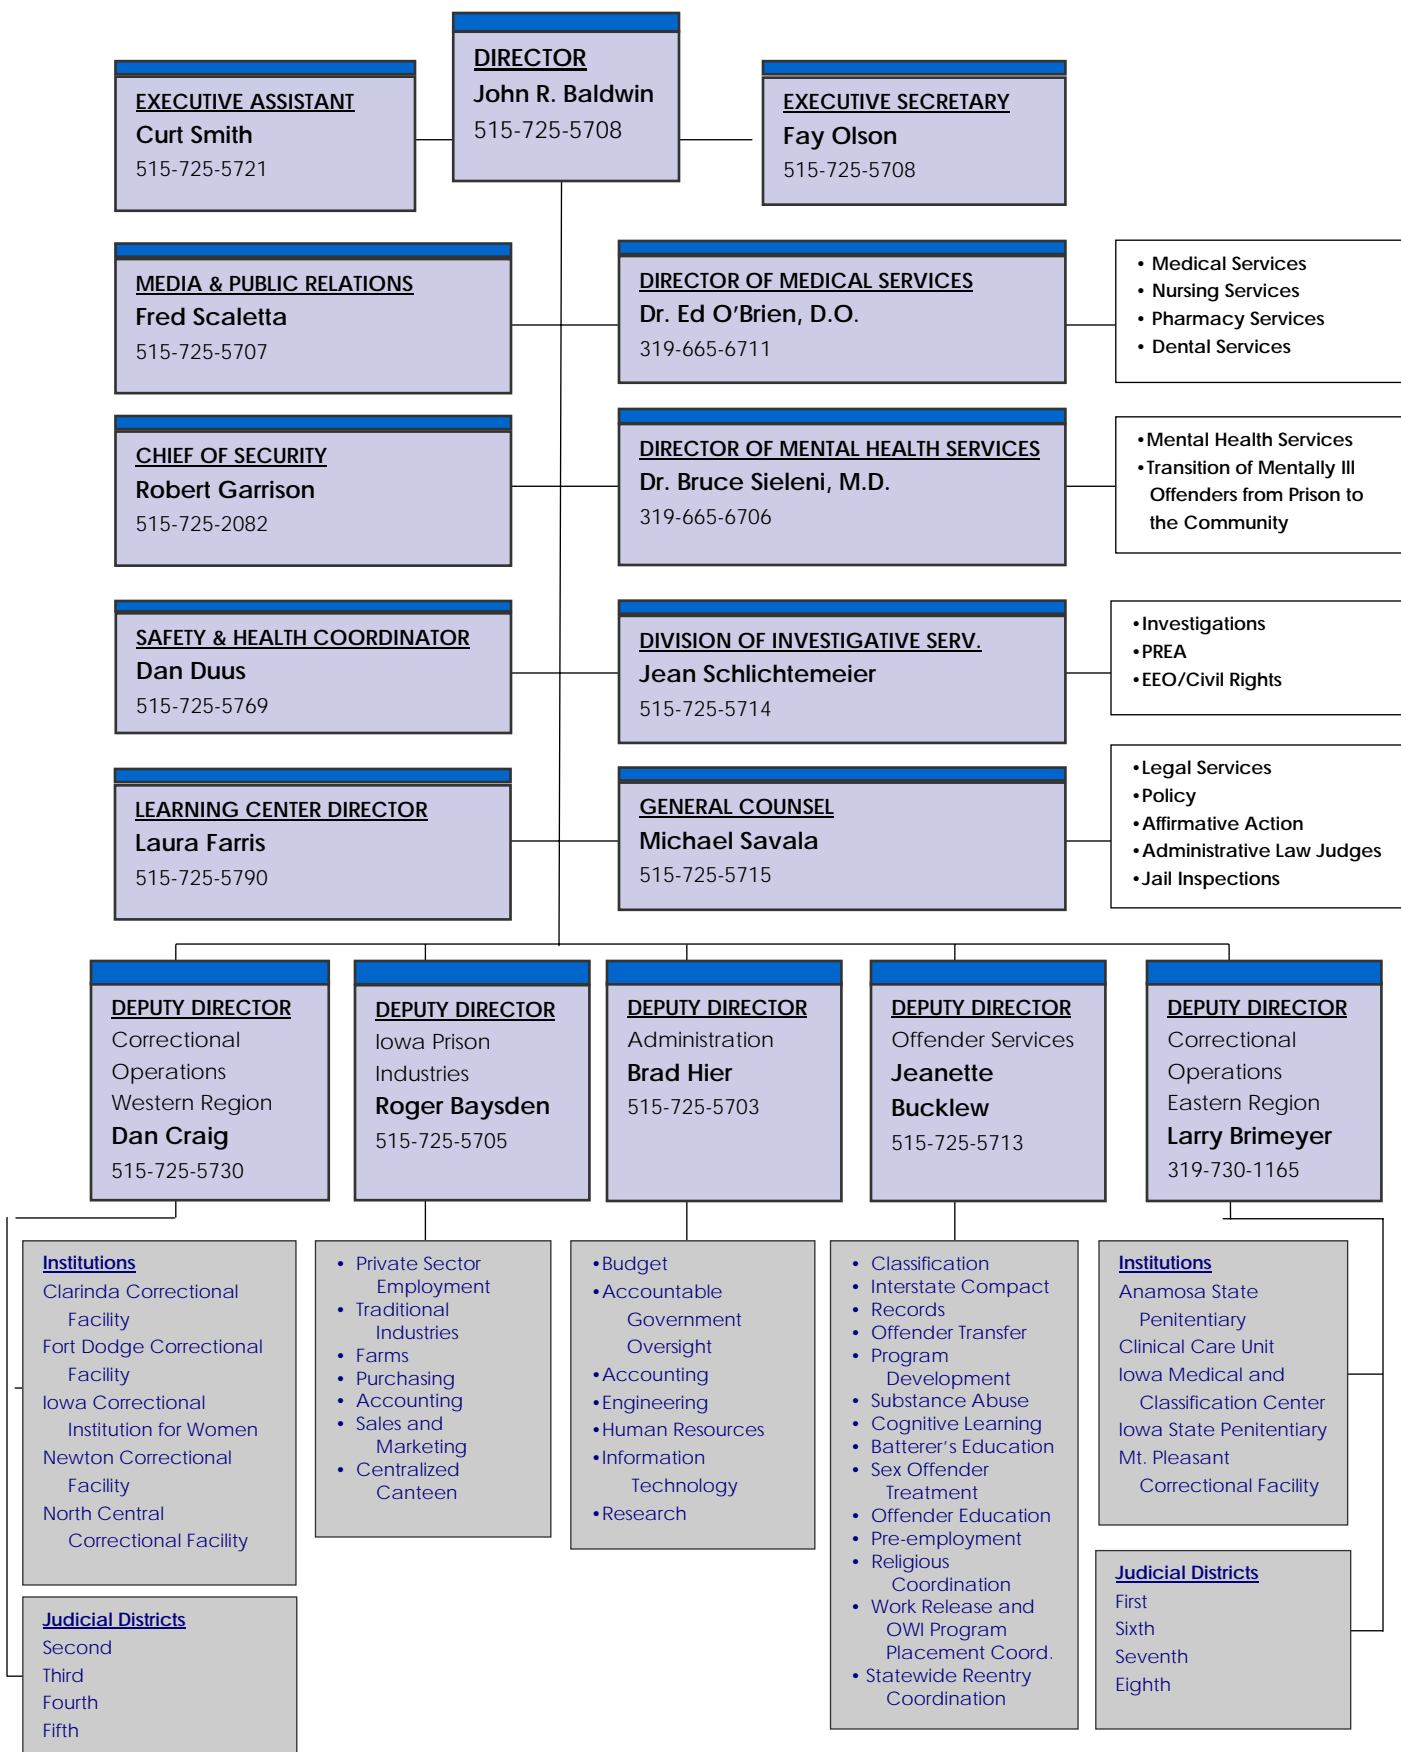 DIRECTOR
John R. Baldwin
515-725-5708
EXECUTIVE ASSISTANT
Curt Smith
515-725-5721
EXECUTIVE SECRETARY
Fay Olson
515-725-5708
MEDIA & PUBLIC RELATIONS
Fred Scaletta
515-725-5707
DIRECTOR OF MEDICAL SERVICES
Dr. Ed O’Brien, D.O.
319-665-6711
• Medical Services
• Nursing Services
• Pharmacy Services
• Dental Services
CHIEF OF SECURITY
Robert Garrison
515-725-2082
DIRECTOR OF MENTAL HEALTH SERVICES
Dr. Bruce Sieleni, M.D.
319-665-6706
•Mental Health Services
•Transition of Mentally Ill
Offenders from Prison to
the Community
SAFETY & HEALTH COORDINATOR
Dan Duus
515-725-5769
DIVISION OF INVESTIGATIVE SERV.
Jean Schlichtemeier
515-725-5714
•Investigations
•PREA
•EEO/Civil Rights
LEARNING CENTER DIRECTOR
Laura Farris
515-725-5790
GENERAL COUNSEL
Michael Savala
515-725-5715
•Legal Services
•Policy
•Affirmative Action
•Administrative Law Judges
•Jail Inspections
DEPUTY DIRECTOR
Correctional
Operations
Western Region
Dan Craig
515-725-5730
DEPUTY DIRECTOR
Iowa Prison
Industries
Roger Baysden
515-725-5705
DEPUTY DIRECTOR
Administration
Brad Hier
515-725-5703
DEPUTY DIRECTOR
Offender Services
Jeanette
Bucklew
515-725-5713
DEPUTY DIRECTOR
Correctional
Operations
Eastern Region
Larry Brimeyer
319-730-1165
Institutions
Clarinda Correctional
Facility
Fort Dodge Correctional
Facility
Iowa Correctional
Institution for Women
Newton Correctional
Facility
North Central
Correctional Facility
Judicial Districts
Second
Third
Fourth
Fifth
• Private Sector
Employment
• Traditional
Industries
• Farms
• Purchasing
• Accounting
• Sales and
Marketing
• Centralized
Canteen
•Budget
•Accountable
Government
Oversight
•Accounting
•Engineering
•Human Resources
•Information
Technology
•Research
• Classification
• Interstate Compact
• Records
• Offender Transfer
• Program
Development
• Substance Abuse
• Cognitive Learning
• Batterer’s Education
• Sex Offender
Treatment
• Offender Education
• Pre-employment
• Religious
Coordination
• Work Release and
OWI Program
Placement Coord.
• Statewide Reentry
Coordination
Institutions
Anamosa State
Penitentiary
Clinical Care Unit
Iowa Medical and
Classification Center
Iowa State Penitentiary
Mt. Pleasant
Correctional Facility
Judicial Districts
First
Sixth
Seventh
Eighth